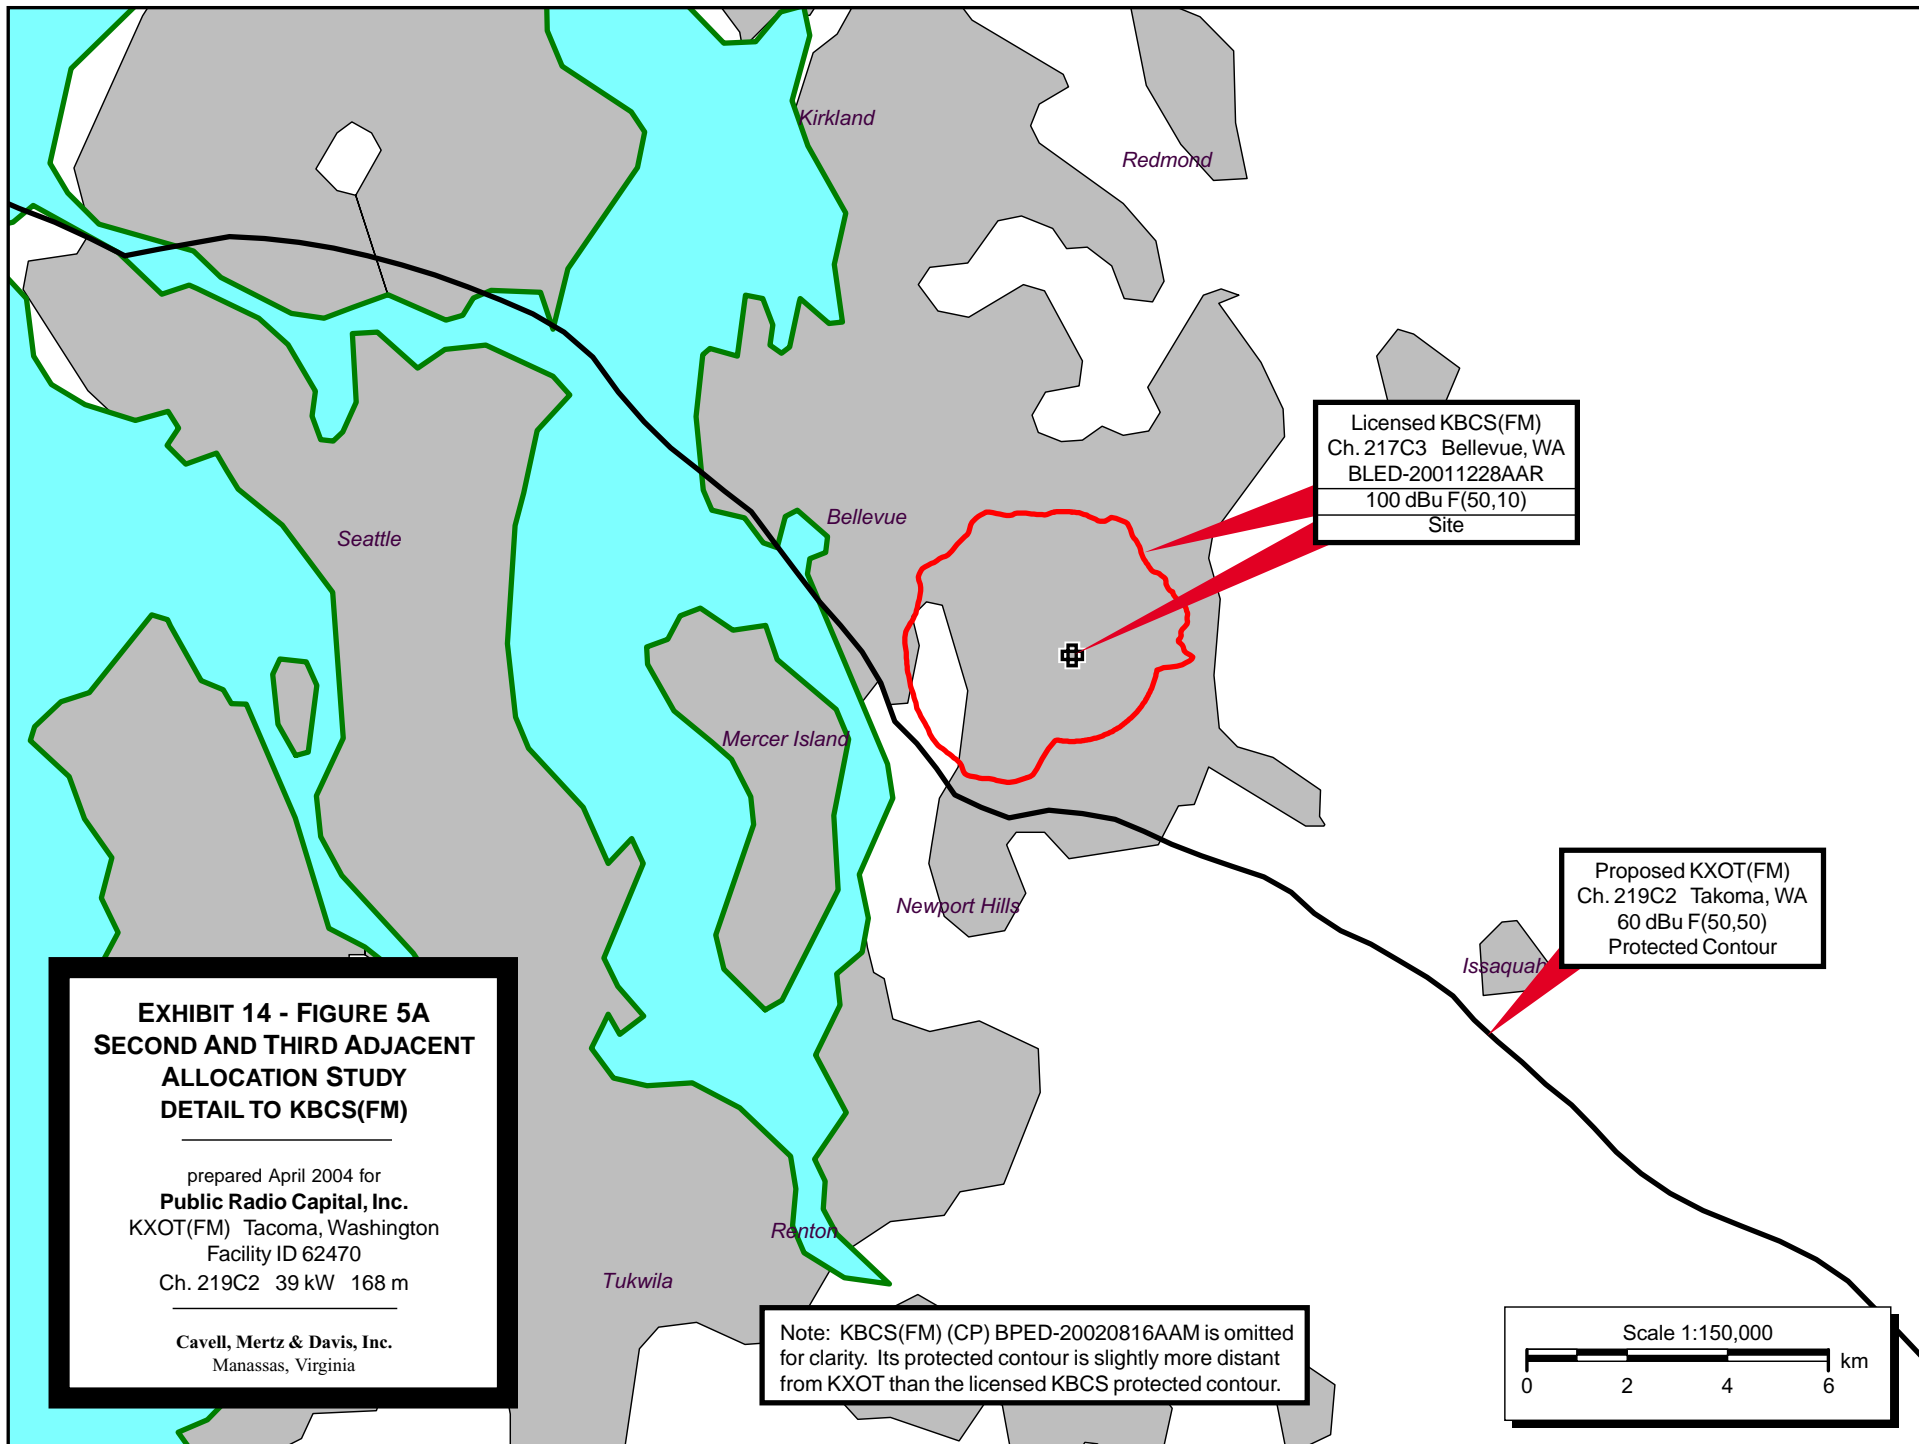 Kirkland
Redmond
Licensed KBCS(FM)
Ch. 217C3 Bellevue, WA
BLED-20011228AAR
100 dBu F(50,10)
Site
Bellevue
Seattle
Mercer Island
Proposed KXOT(FM)
Ch. 219C2 Takoma, WA
60 dBu F(50,50)
Protected Contour
Newport Hills
Issaquah
EXHIBIT 14 - FIGURE 5A
SECOND AND THIRD ADJACENT
ALLOCATION STUDY
DETAIL TO KBCS(FM)
prepared April 2004 for
Public Radio Capital, Inc.
KXOT(FM) Tacoma, Washington
Facility ID 62470
Ch. 219C2 39 kW 168 m
Cavell, Mertz & Davis, Inc.
Manassas, Virginia
Renton
Tukwila
Note: KBCS(FM) (CP) BPED-20020816AAM is omitted
for clarity. Its protected contour is slightly more distant
from KXOT than the licensed KBCS protected contour.
Scale 1:150,000
km
0 2 4 6